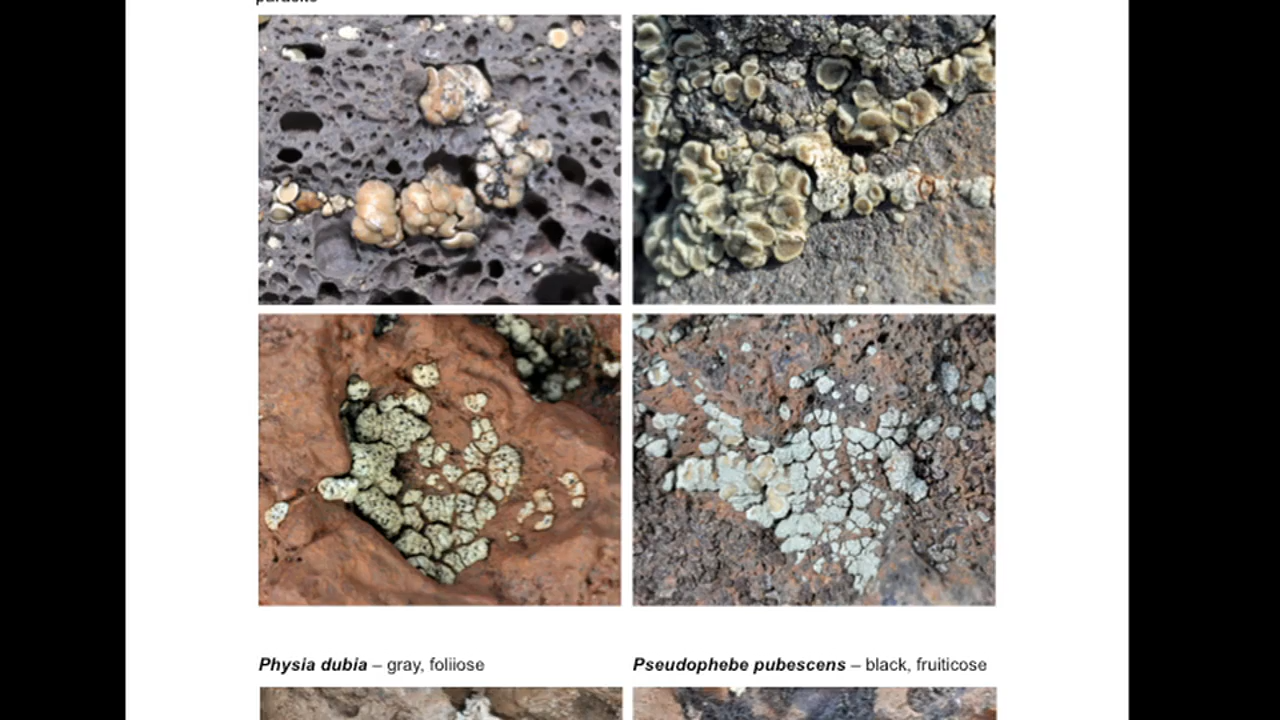 Physia dubia – gray, foliiose
Pseudophebe pubescens – black, fruiticose